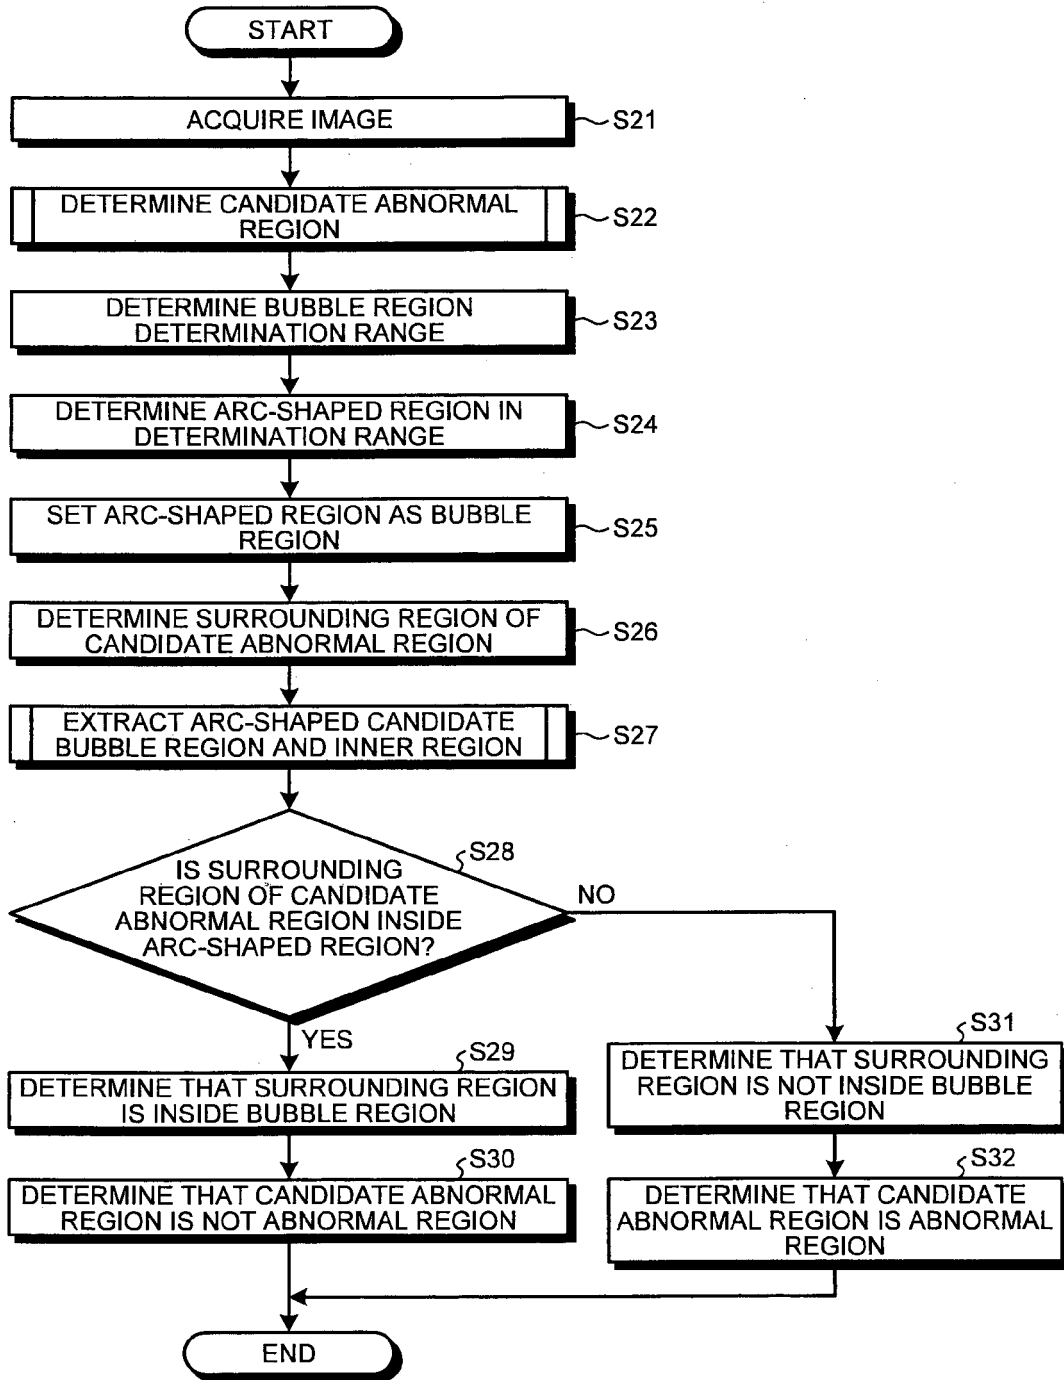 START
ACQUIRE IMAGE
S21
DETERMINE CANDIDATE ABNORMAL
REGION
S22
DETERMINE BUBBLE REGION
DETERMINATION RANGE
S23
DETERMINE ARC-SHAPED REGION IN
DETERMINATION RANGE
S24
SET ARC-SHAPED REGION AS BUBBLE
REGION
S25
DETERMINE SURROUNDING REGION OF
CANDIDATE ABNORMAL REGION
S26
EXTRACT ARC-SHAPED CANDIDATE
BUBBLE REGION AND INNER REGION
S27
S28
IS SURROUNDING
REGION OF CANDIDATE
ABNORMAL REGION INSIDE
ARC-SHAPED REGION?
NO
YES
S29
DETERMINE THAT SURROUNDING REGION
IS INSIDE BUBBLE REGION
S30
DETERMINE THAT CANDIDATE ABNORMAL
REGION IS NOT ABNORMAL REGION
S31
DETERMINE THAT SURROUNDING
REGION IS NOT INSIDE BUBBLE
REGION
S32
DETERMINE THAT CANDIDATE
ABNORMAL REGION IS ABNORMAL
REGION
END